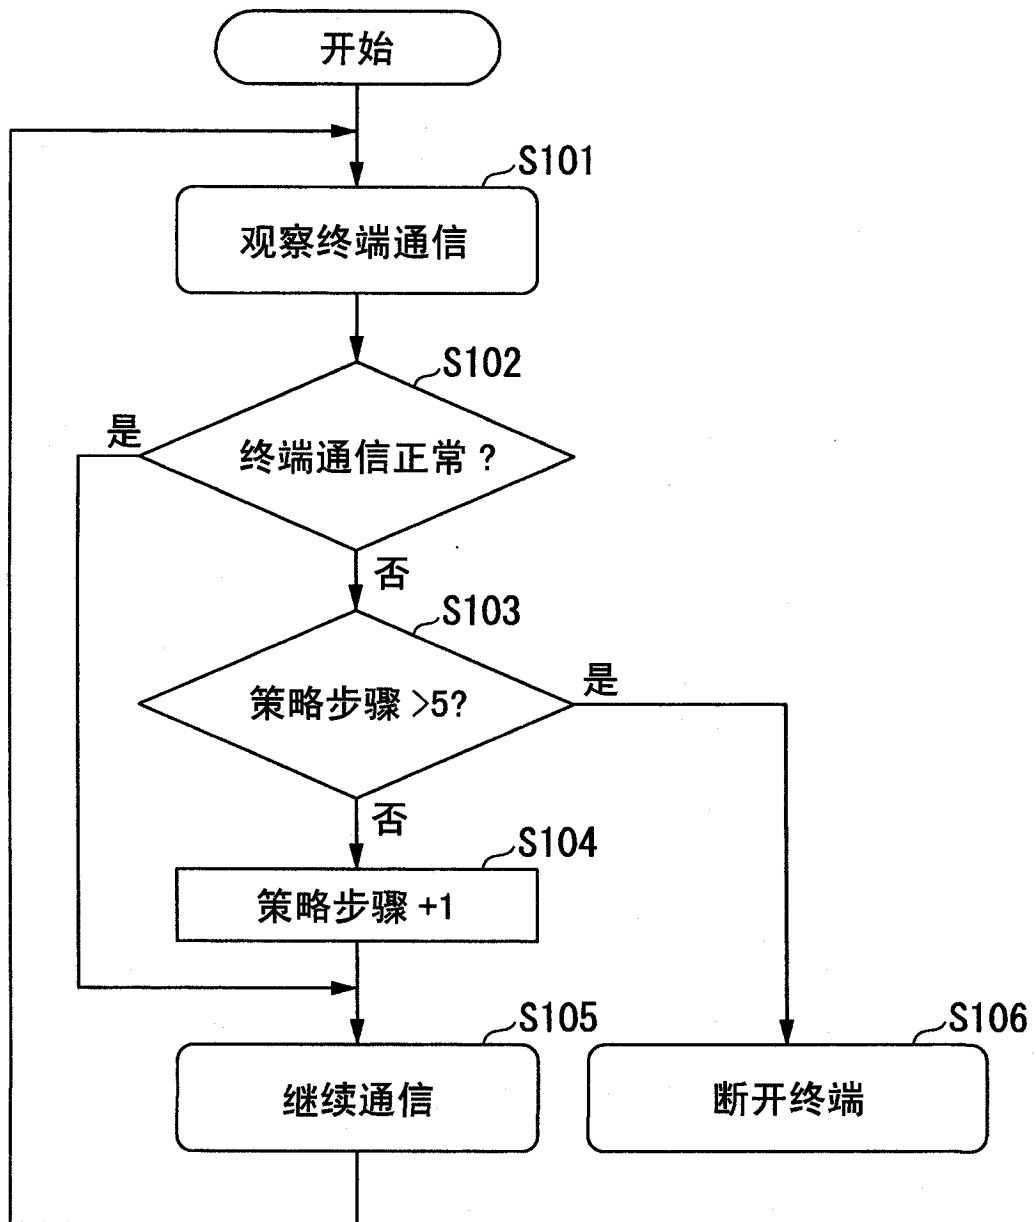 开始
S101
观察终端通信
S102
是
终端通信正常?
否
S103
策略步骤>5?
是
否
S104
策略步骤+1
S105
继续通信
S106
断开终端